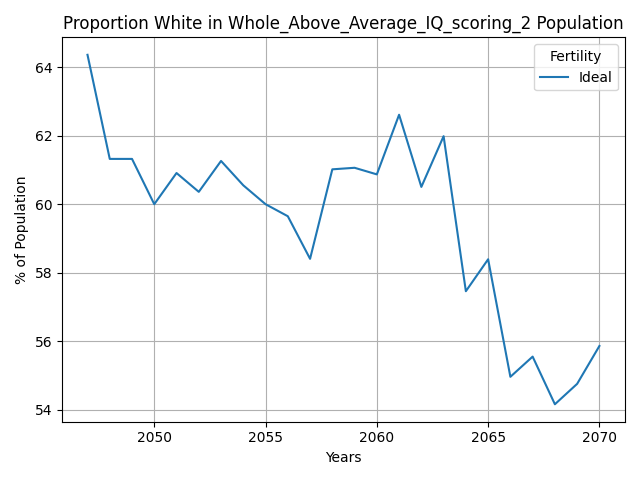 Proportion White in Whole_Above_Average_IQ_scoring_2 Population
Fertility
Ideal
% of Population
64
62
60
58
56
54
2050 2055 2060 2065 2070
Years